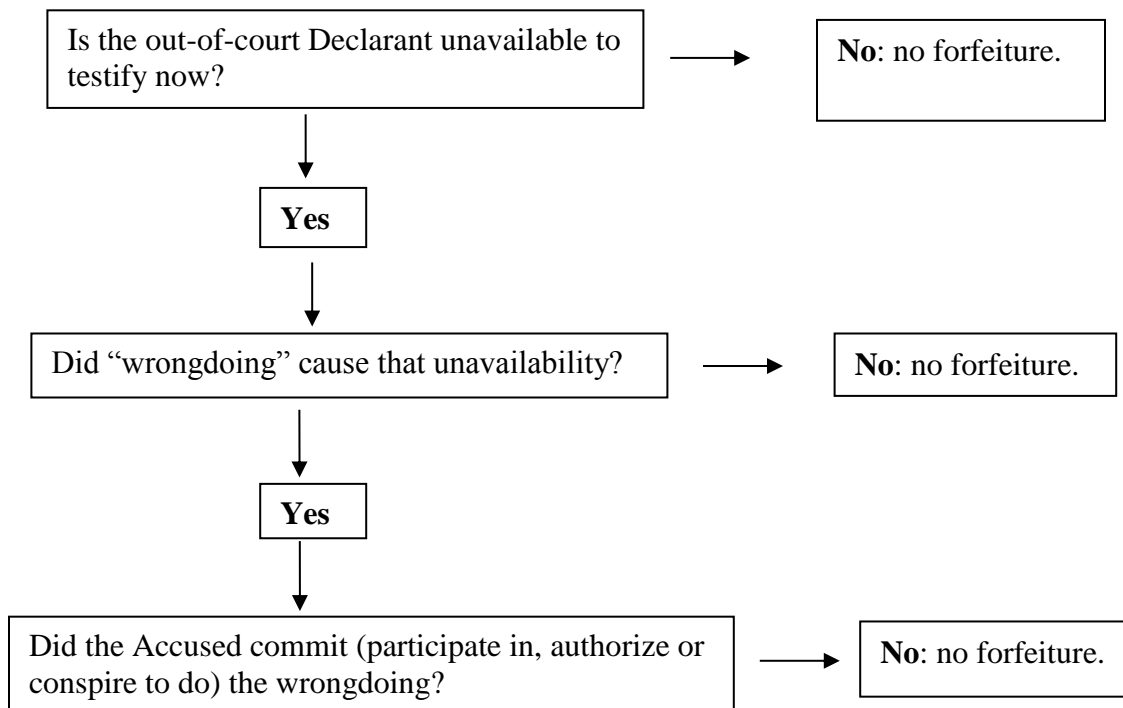 Is the out-of-court Declarant unavailable to
testify now?
No: no forfeiture.
Yes
Did “wrongdoing” cause that unavailability?
No: no forfeiture.
Yes
Did the Accused commit (participate in, authorize or
conspire to do) the wrongdoing?
No: no forfeiture.